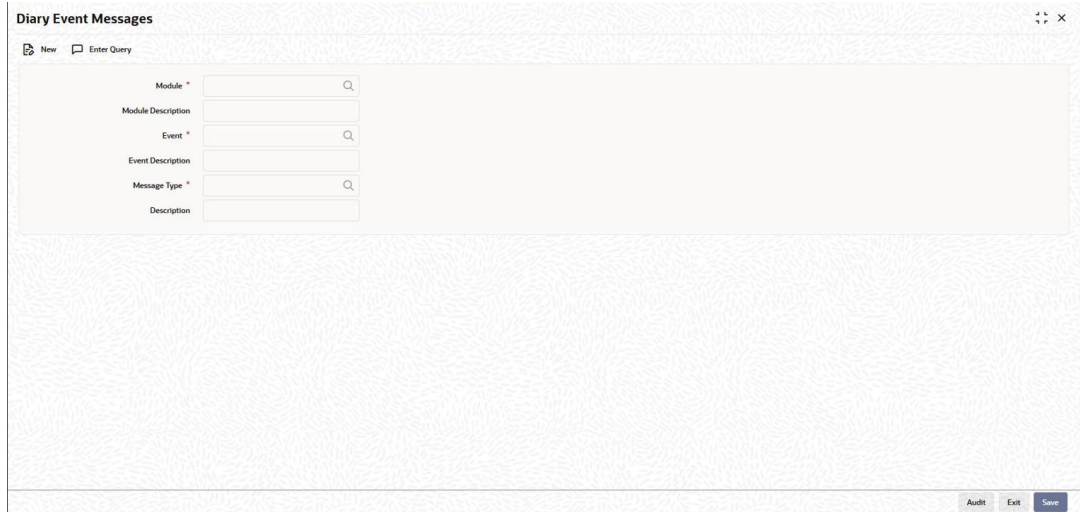 Diary Event Messages
New Enter Query
Module *
Module Description
Event *
Event Description
Message Type *
Description
Audit Exit Save